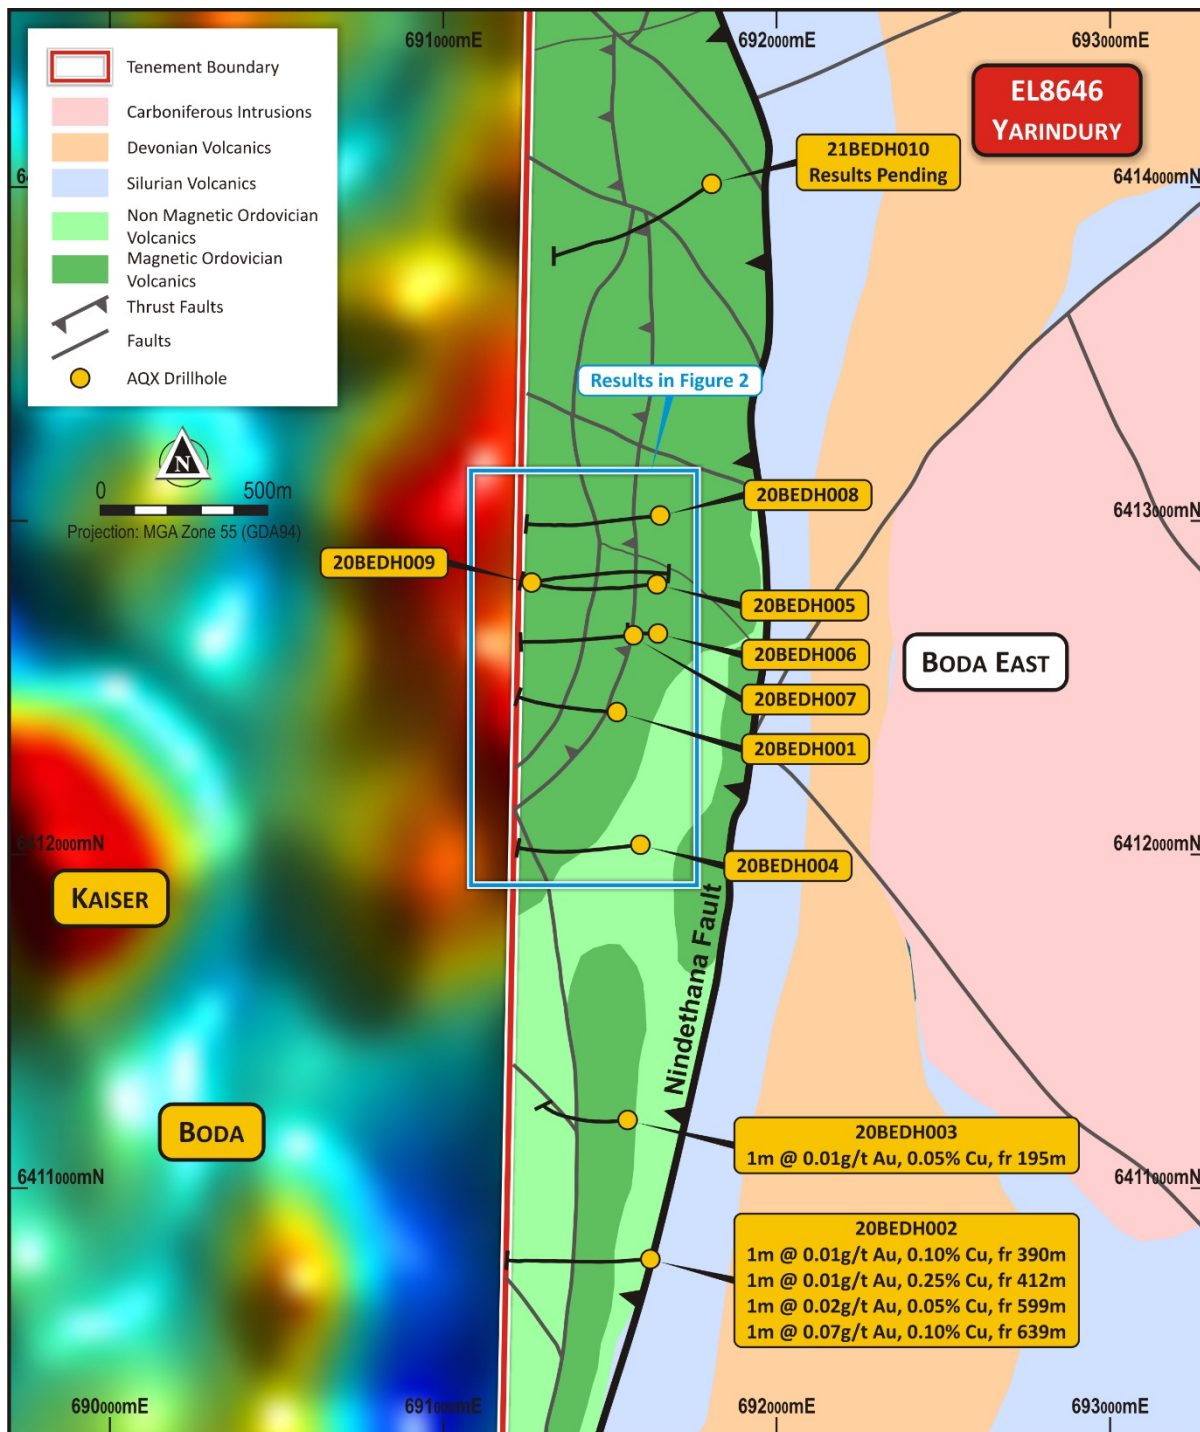 691000mE
692000mE
693000mE
Tenement Boundary
Carboniferous Intrusions
Devonian Volcanics
Silurian Volcanics
Non Magnetic Ordovician
Volcanics
Magnetic Ordovician
Volcanics
Thrust Faults
Faults
AQX Drillhole
EL8646
YARINDURY
21BEDH010
Results Pending
6414000mN
Results in Figure 2
N
0 500m
Projection: MGA Zone 55 (GDA94)
20BEDH008
6413000mN
20BEDH009
20BEDH005
20BEDH006
BODA EAST
20BEDH007
20BEDH001
6412000mN
6412000mN
20BEDH004
KAISER
Nindethana Fault
BODA
20BEDH003
1m @ 0.01g/t Au, 0.05% Cu, fr 195m
6411000mN
6411000mN
20BEDH002
1m @ 0.01g/t Au, 0.10% Cu, fr 390m
1m @ 0.01g/t Au, 0.25% Cu, fr 412m
1m @ 0.02g/t Au, 0.05% Cu, fr 599m
1m @ 0.07g/t Au, 0.10% Cu, fr 639m
690000mE
691000mE
692000mE
693000mE